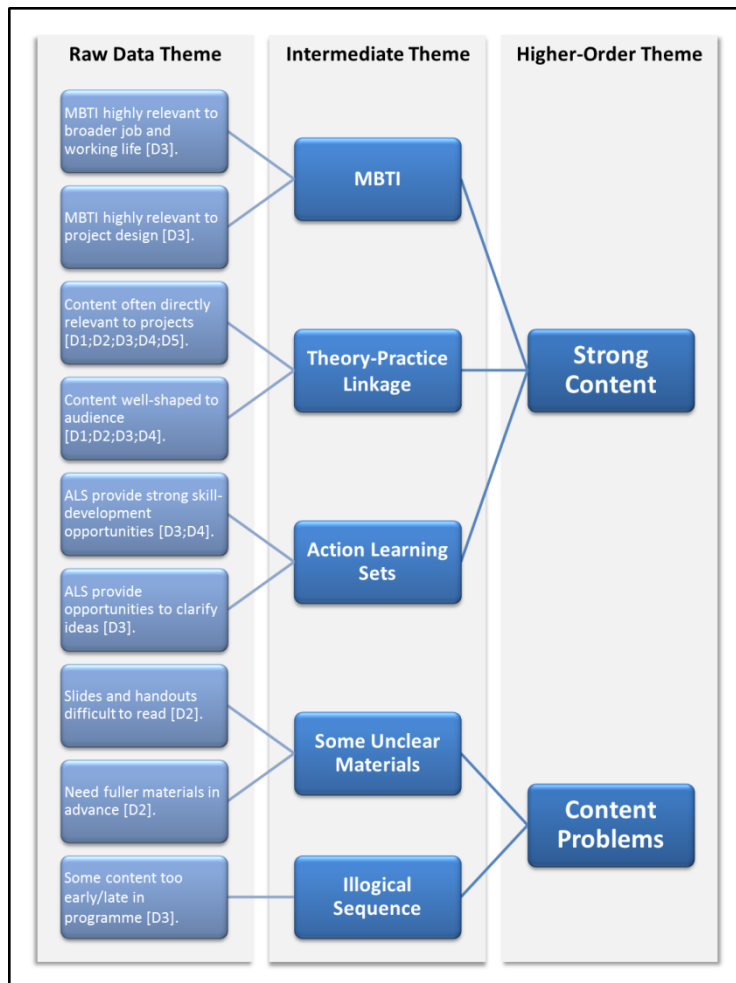 Raw Data Theme
Intermediate Theme
Higher-Order Theme
MBTI highly relevant to
broader job and
working life [D3].
MBTI highly relevant to
project design [D3].
MBTI
Content often directly
relevant to projects
[D1;D2;D3;D4;D5].
Content well-shaped to
audience
[D1;D2;D3;D4].
Theory-Practice
Linkage
ALS provide strong skill-
development
opportunities [D3;D4].
ALS provide
opportunities to clarify
ideas [D3].
Action Learning
Sets
Strong
Content
Slides and handouts
difficult to read [D2].
Need fuller materials in
advance [D2].
Some Unclear
Materials
Some content too
early/late in
programme [D3].
Illogical
Sequence
Content
Problems